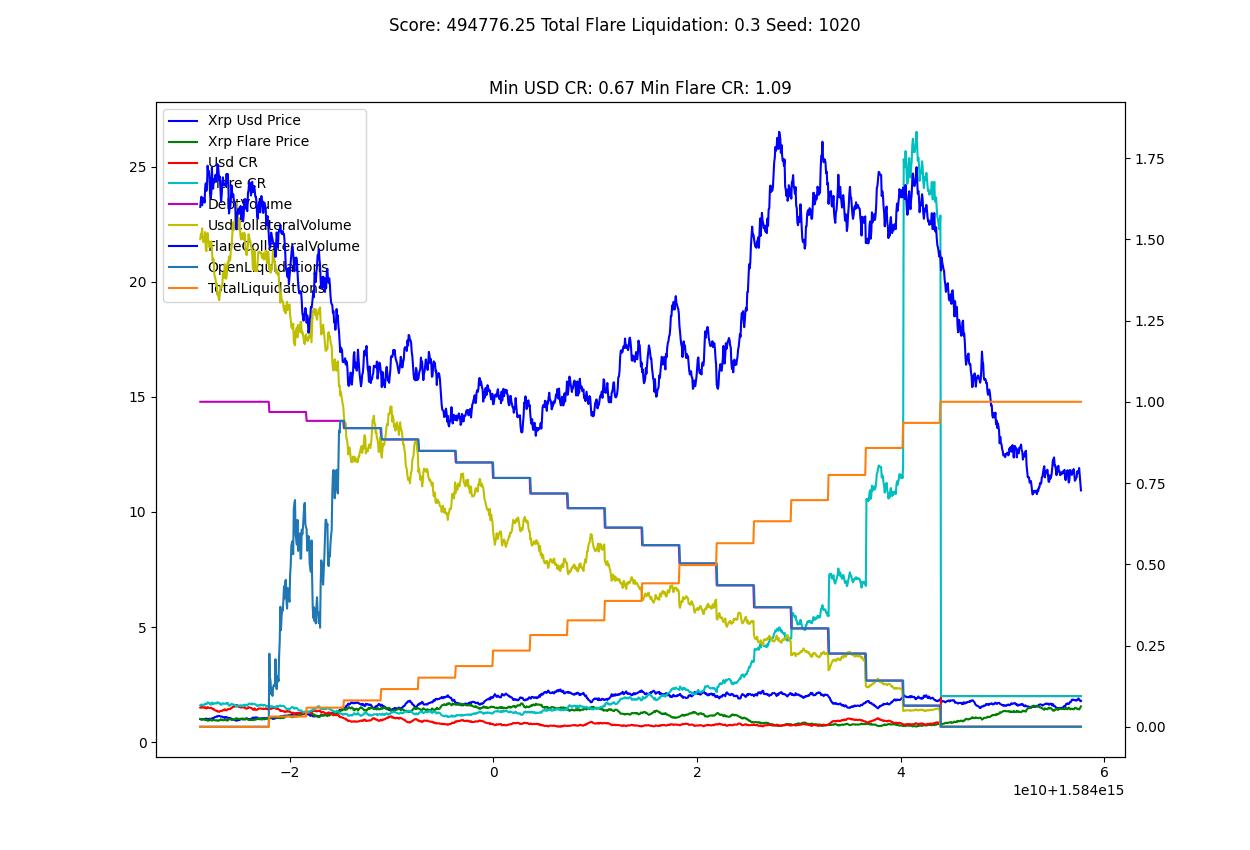 Score: 494776.25 Total Flare Liquidation: 0.3 Seed: 1020
Min USD CR: 0.67 Min Flare CR: 1.09
Xrp Usd Price
Xrp Flare Price
Usd CR
Flare CR
DebtVolume
UsdCollateralVolume
FlareCollateralVolume
OpenLiquidations
TotalLiquidations
25
20
15
10
5
0
1.75
1.50
1.25
1.00
0.75
0.50
0.25
0.00
−2
0
2
4
6
1e10+1.584e15